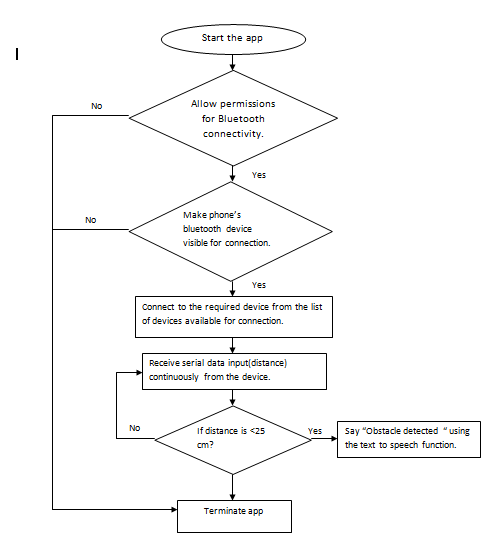 Start the app
Allow permissions
for Bluetooth
connectivity.
No
Yes
Make phone's
bluetooth device
visible for connection.
No
Yes
Connect to the required device from the list
of devices available for connection.
Receive serial data input(distance)
continuously from the device.
No
If distance is <25
cm?
Yes
Say "Obstacle detected " using
the text to speech function.
Terminate app